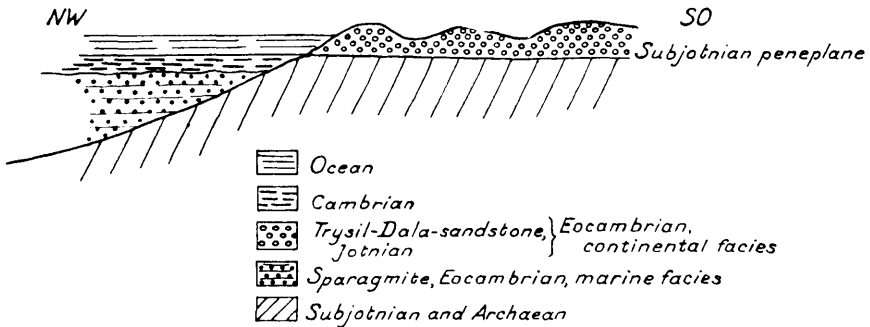 NW
SO
Subjotnian peneplane
Ocean
Cambrian
Trysil-Dala-sandstone, } Eocambrian,
Jotnian continental facies
Sparagmite, Eocambrian, marine facies
Subjotnian and Archaean